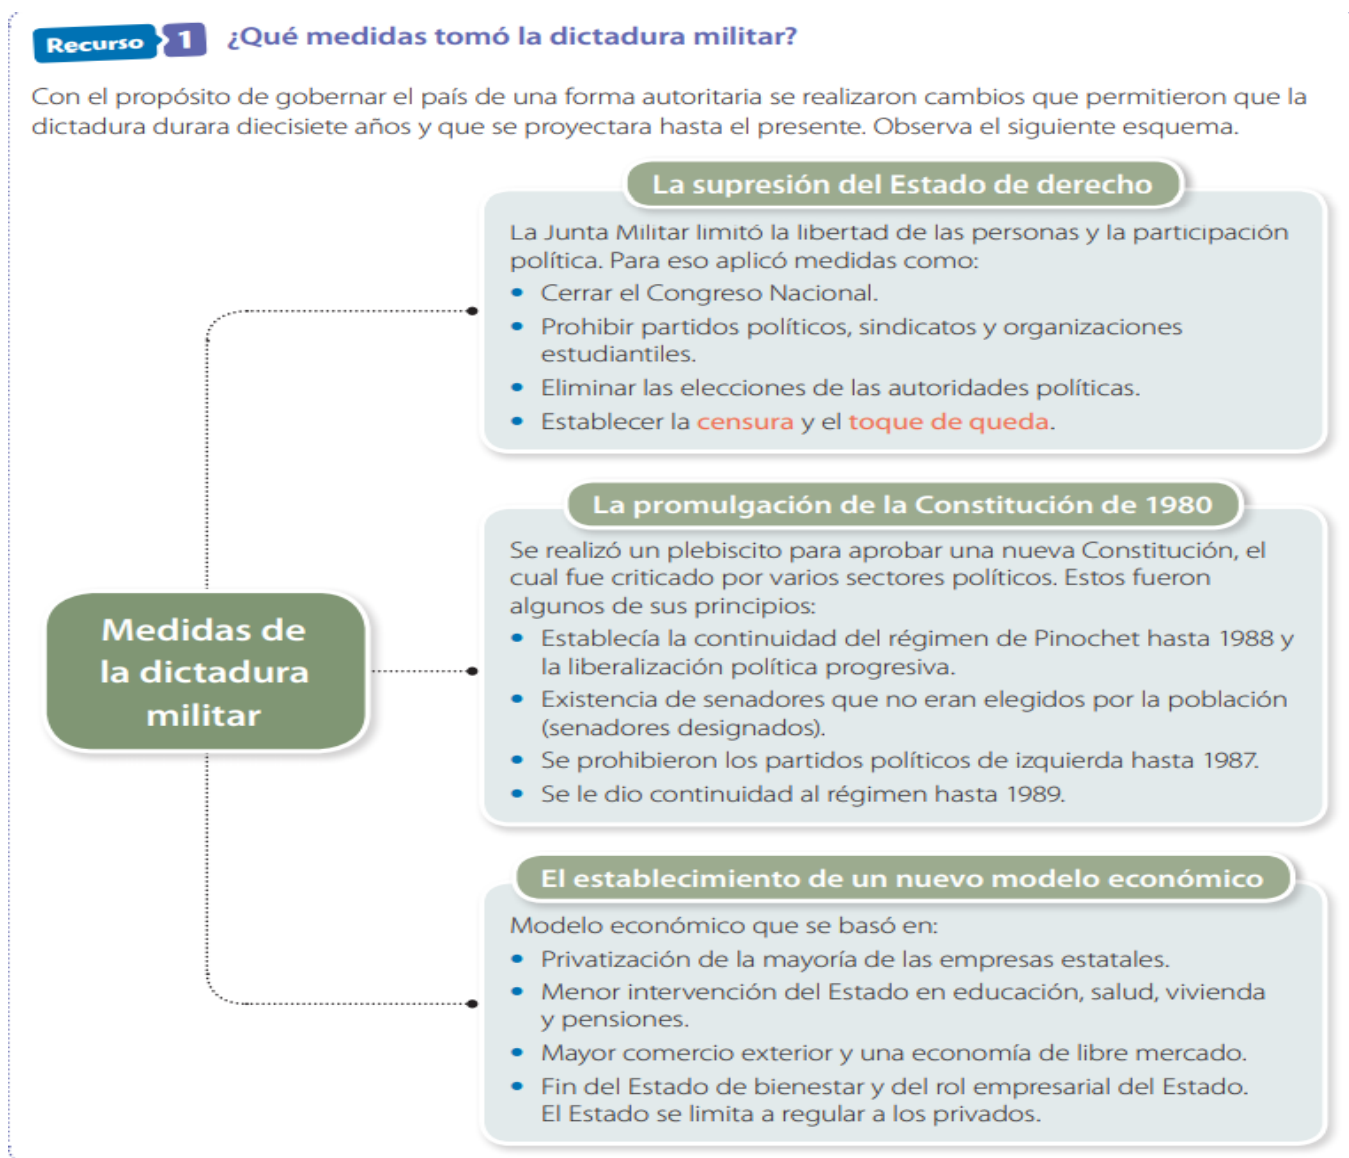 Recurso 1 ¿Qué medidas tomó la dictadura militar?
Con el propósito de gobernar el país de una forma autoritaria se realizaron cambios que permitieron que la
dictadura durara diecisiete años y que se proyectara hasta el presente. Observa el siguiente esquema.
Medidas de
la dictadura
militar
La supresión del Estado de derecho
La Junta Militar limitó la libertad de las personas y la participación
política. Para eso aplicó medidas como:
• Cerrar el Congreso Nacional.
• Prohibir partidos políticos, sindicatos y organizaciones
estudiantiles.
• Eliminar las elecciones de las autoridades políticas.
• Establecer la censura y el toque de queda.
La promulgación de la Constitución de 1980
Se realizó un plebiscito para aprobar una nueva Constitución, el
cual fue criticado por varios sectores políticos. Estos fueron
algunos de sus principios:
• Establecía la continuidad del régimen de Pinochet hasta 1988 y
la liberalización política progresiva.
• Existencia de senadores que no eran elegidos por la población
(senadores designados).
• Se prohibieron los partidos políticos de izquierda hasta 1987.
• Se le dio continuidad al régimen hasta 1989.
El establecimiento de un nuevo modelo económico
Modelo económico que se basó en:
• Privatización de la mayoría de las empresas estatales.
• Menor intervención del Estado en educación, salud, vivienda
y pensiones.
• Mayor comercio exterior y una economía de libre mercado.
• Fin del Estado de bienestar y del rol empresarial del Estado.
El Estado se limita a regular a los privados.